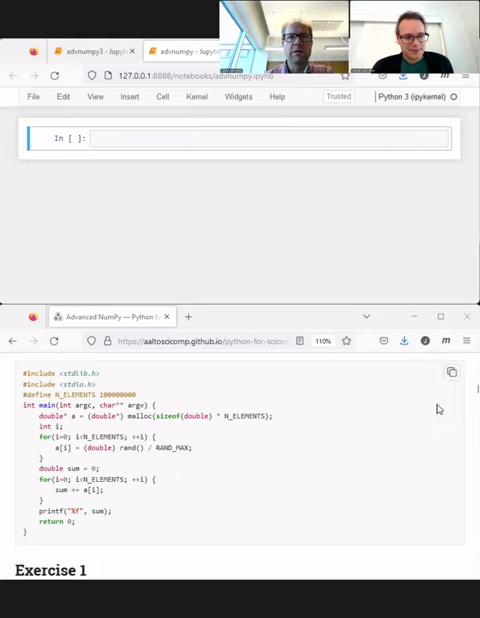 advnumpy3 - Jupyt
advnumpy - Jupyt
127.0.0.1:8888/notebooks/advnumpy.ipynb
File Edit View Insert Cell Kernel Widgets Help Trusted Python 3 (ipykernel)
In [ ]:
Advanced NumPy — Python fo
https://aaltoscicomp.github.io/python-for-scicom
110%
#include <stdlib.h>
#include <stdio.h>
#define N_ELEMENTS 100000000
int main(int argc, char** argv) {
double* a = (double*) malloc(sizeof(double) * N_ELEMENTS);
int i;
for(i=0; i<N_ELEMENTS; ++i) {
a[i] = (double) rand() / RAND_MAX;
}
double sum = 0;
for(i=0; i<N_ELEMENTS; ++i) {
sum += a[i];
}
printf("%f", sum);
return 0;
}
Exercise 1